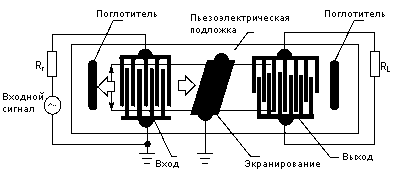 Поглотитель
Пьезоэлектрическая
подложка
Поглотитель
Rг
RL
Входной
сигнал
Вход
Экранирование
Выход